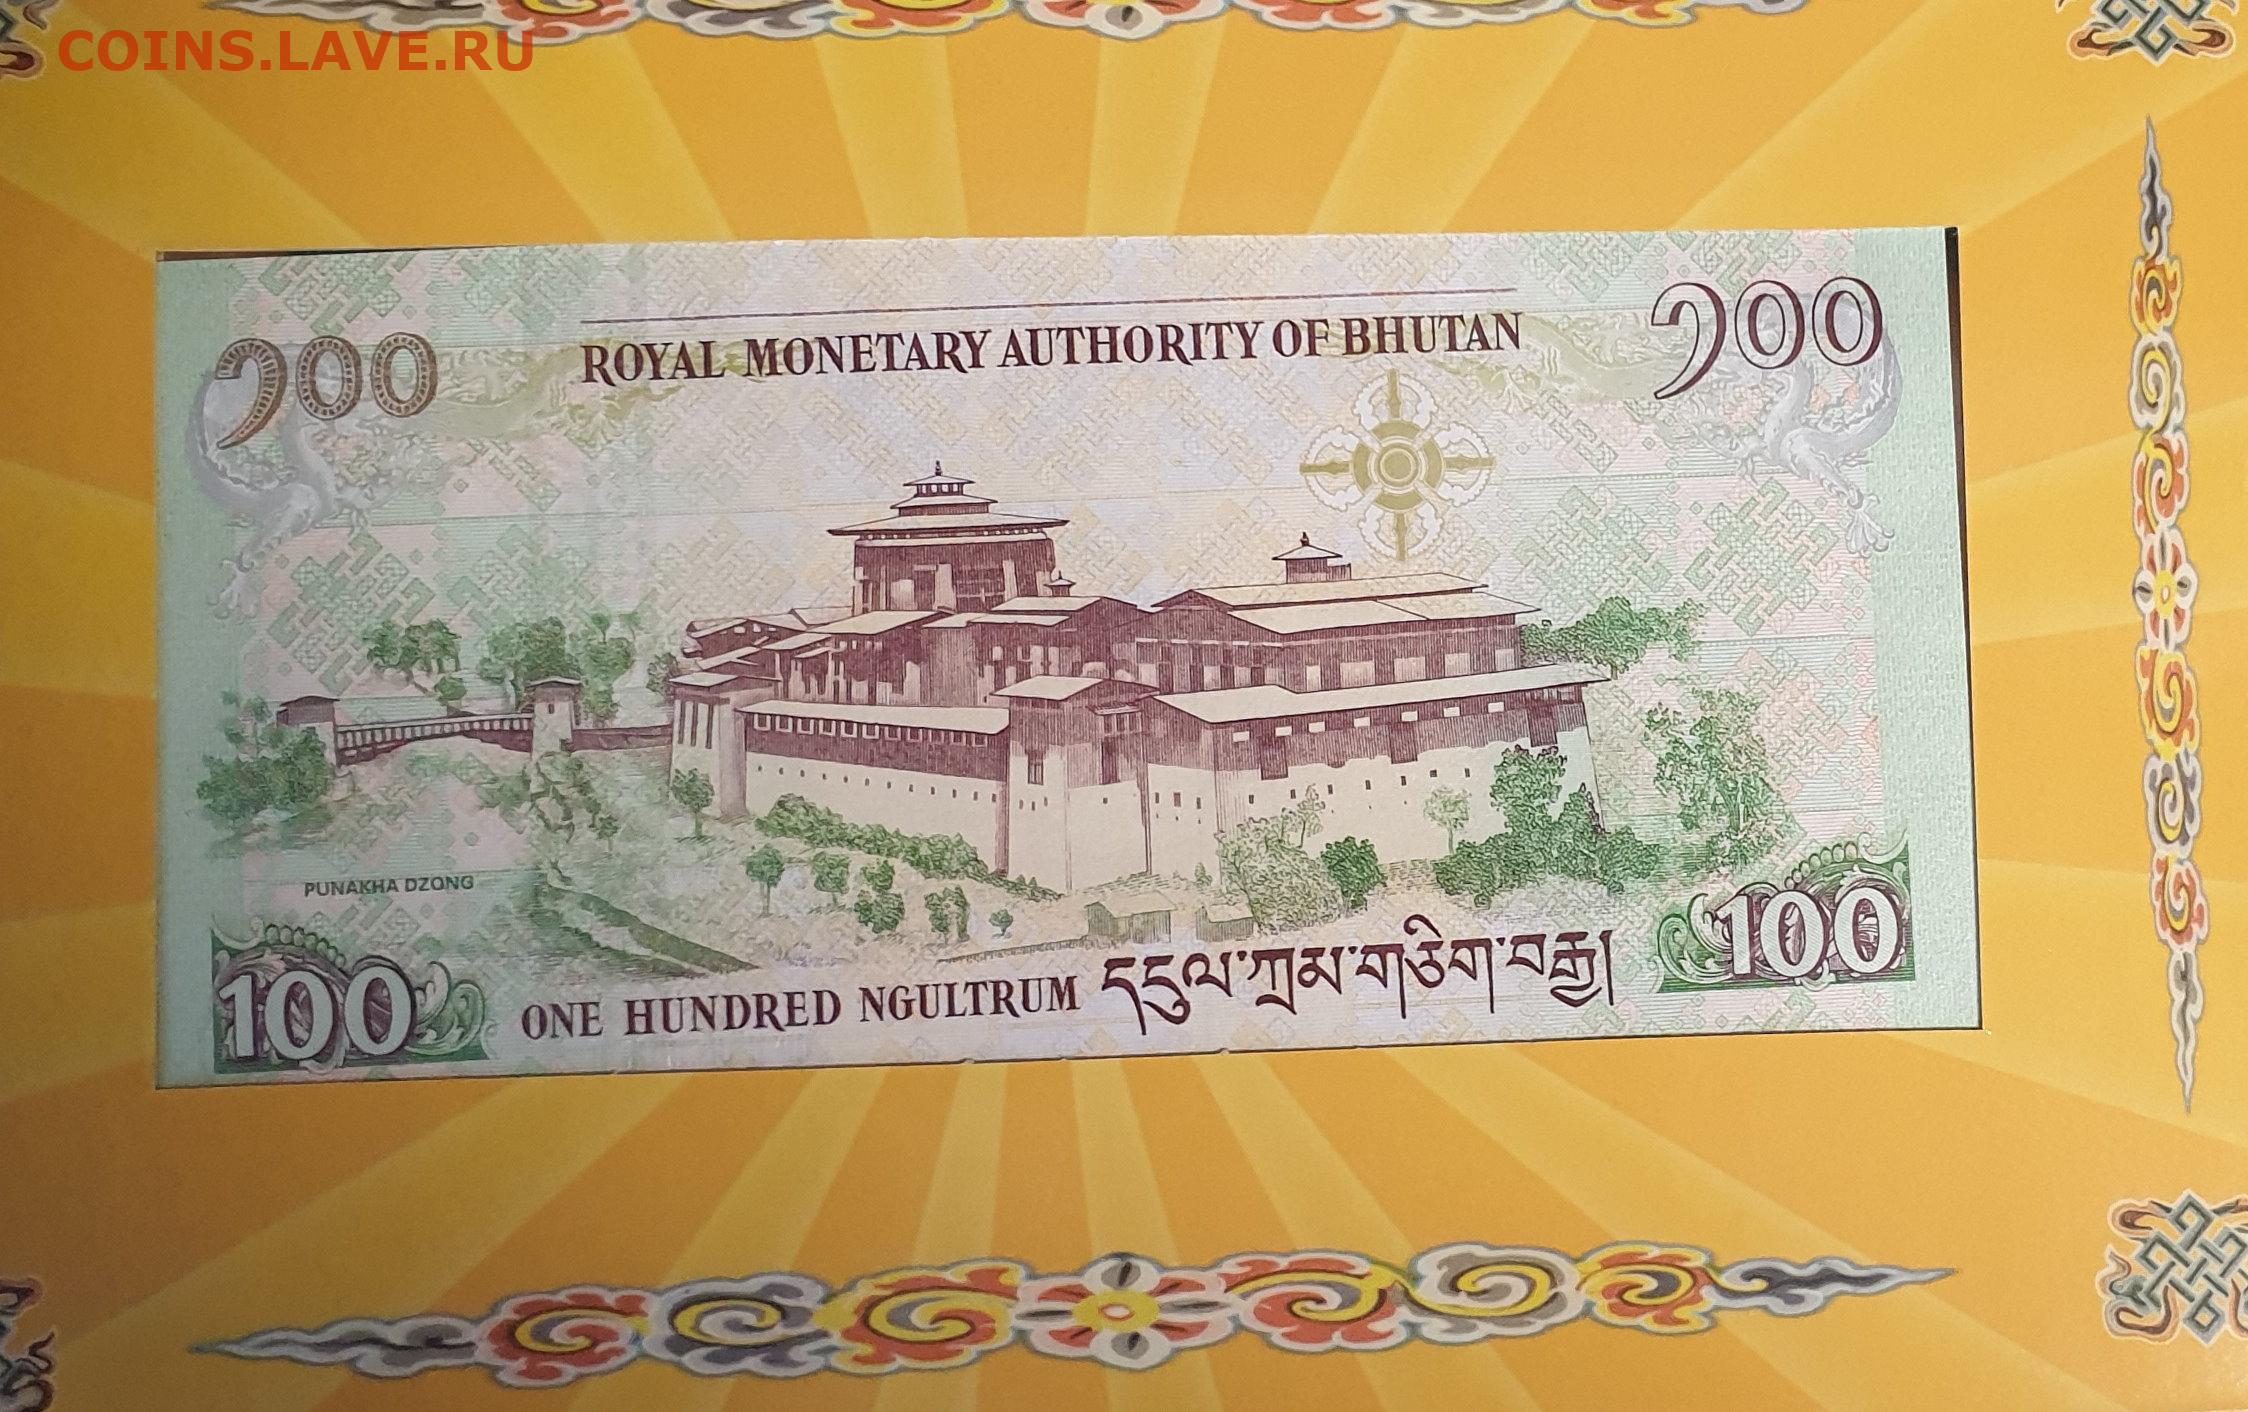 COINS.LAVE.RU
༡༠༠
ROYAL MONETARY AUTHORITY OF BHUTAN
༡༠༠
PUNAKHA DZONG
100
ONE HUNDRED NGULTRUM དངུལ་ཀྲམ་གཅིག་བརྒྱ།
100